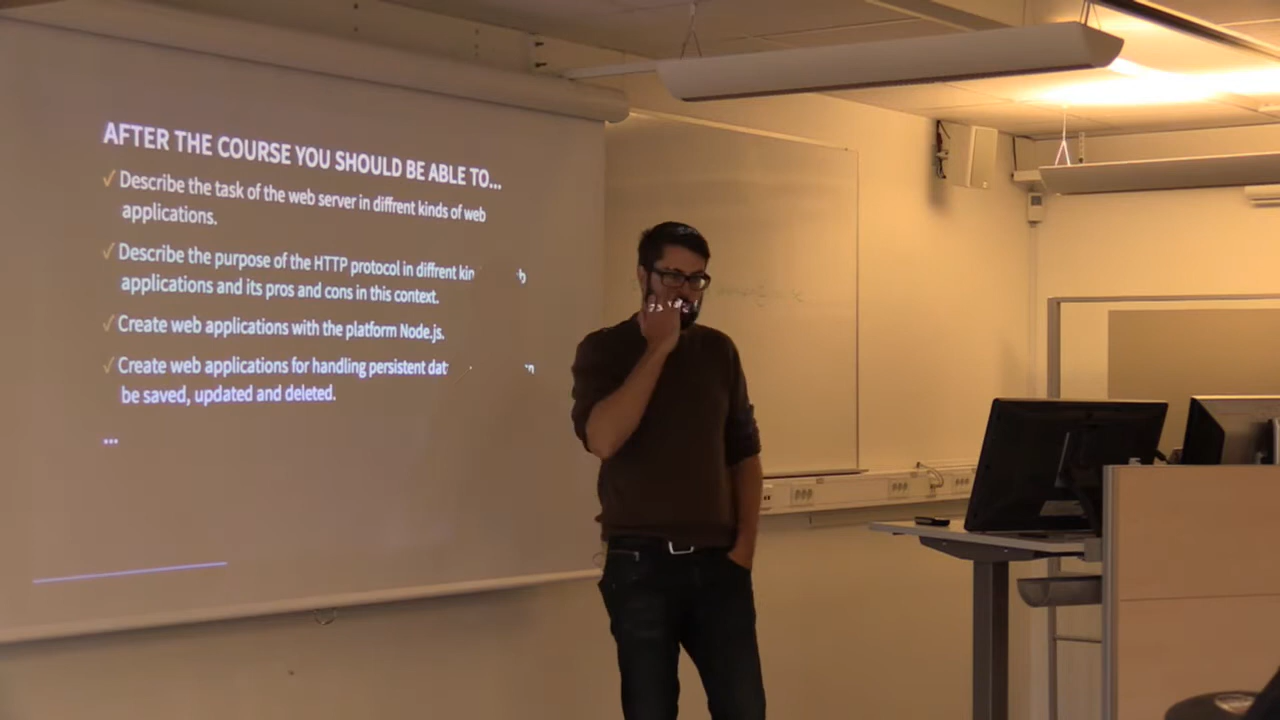 AFTER THE COURSE YOU SHOULD BE ABLE TO...
✓ Describe the task of the web server in diffrent kinds of web
applications.
✓ Describe the purpose of the HTTP protocol in diffrent
applications and its pros and cons in this context.
✓ Create web applications with the platform Node.js.
✓ Create web applications for handling persistent
be saved, updated and deleted.
...